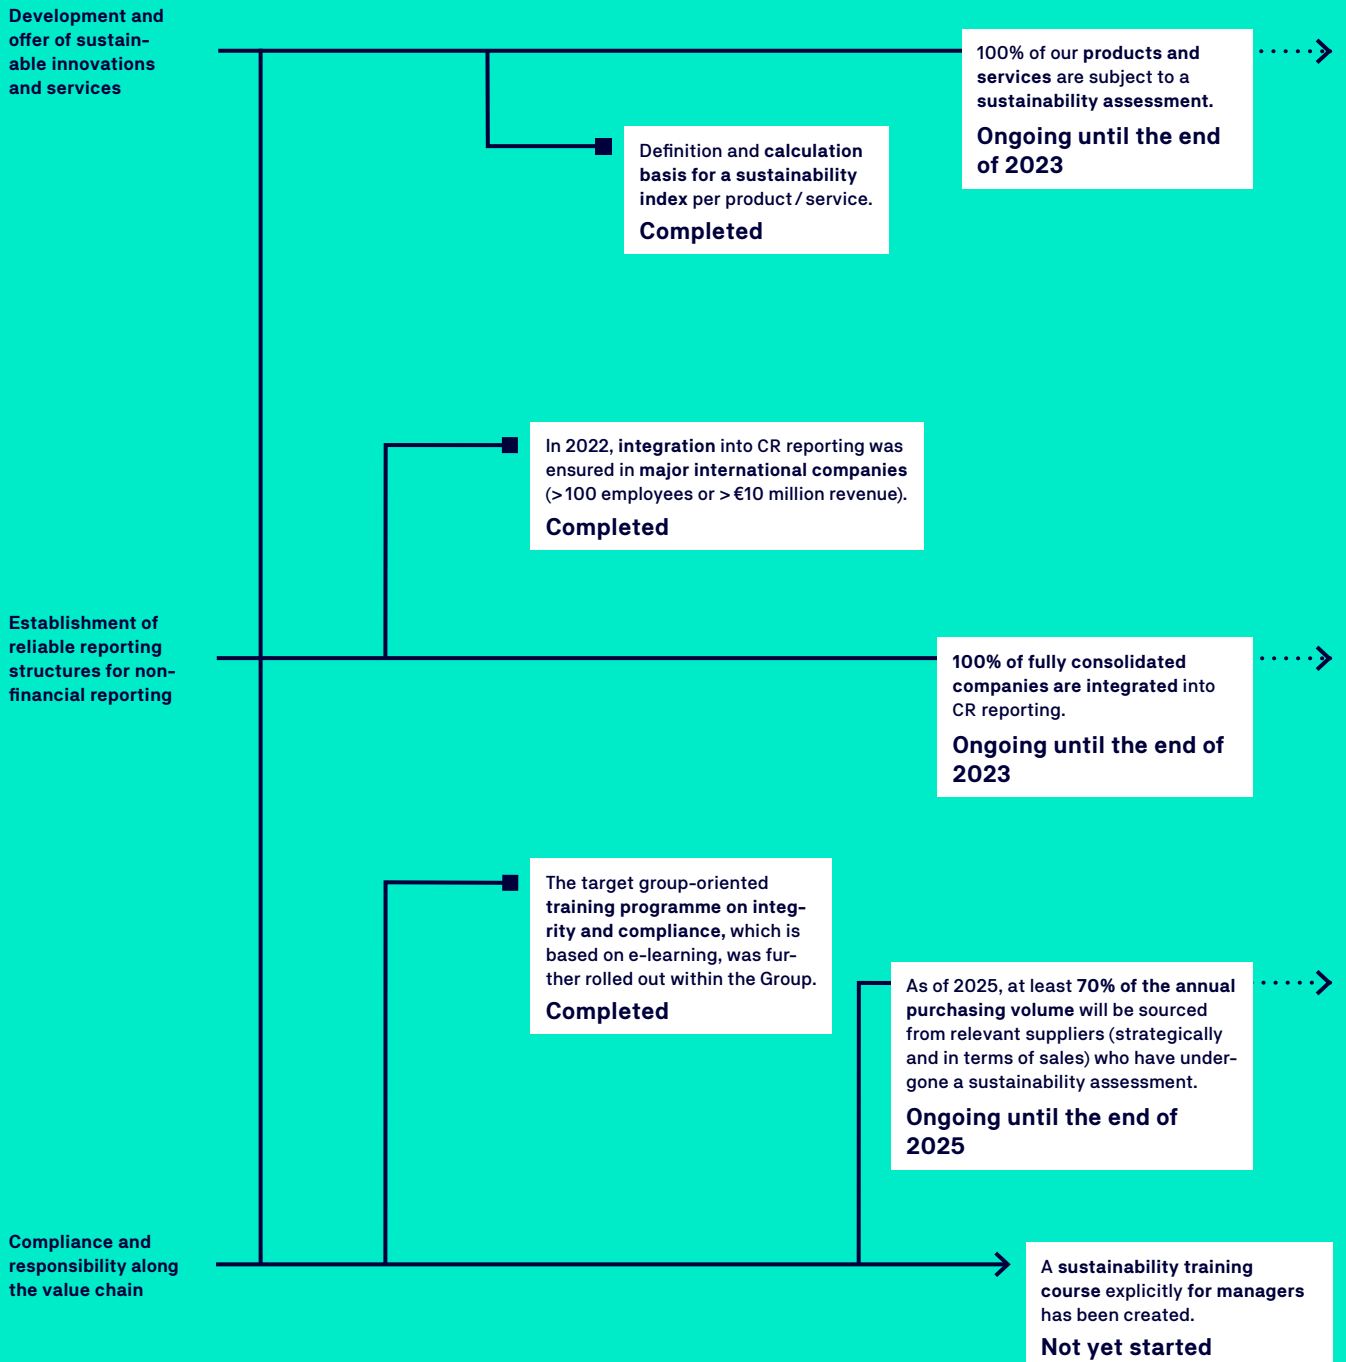 Development and
offer of sustain-
able innovations
and services
100% of our products and
services are subject to a
sustainability assessment.
Ongoing until the end
of 2023
Definition and calculation
basis for a sustainability
index per product / service.
Completed
In 2022, integration into CR reporting was
ensured in major international companies
(> 100 employees or > €10 million revenue).
Completed
Establishment of
reliable reporting
structures for non-
financial reporting
100% of fully consolidated
companies are integrated into
CR reporting.
Ongoing until the end of
2023
The target group-oriented
training programme on integ-
rity and compliance, which is
based on e-learning, was fur-
ther rolled out within the Group.
Completed
As of 2025, at least 70% of the annual
purchasing volume will be sourced
from relevant suppliers (strategically
and in terms of sales) who have under-
gone a sustainability assessment.
Ongoing until the end of
2025
Compliance and
responsibility along
the value chain
A sustainability training
course explicitly for managers
has been created.
Not yet started